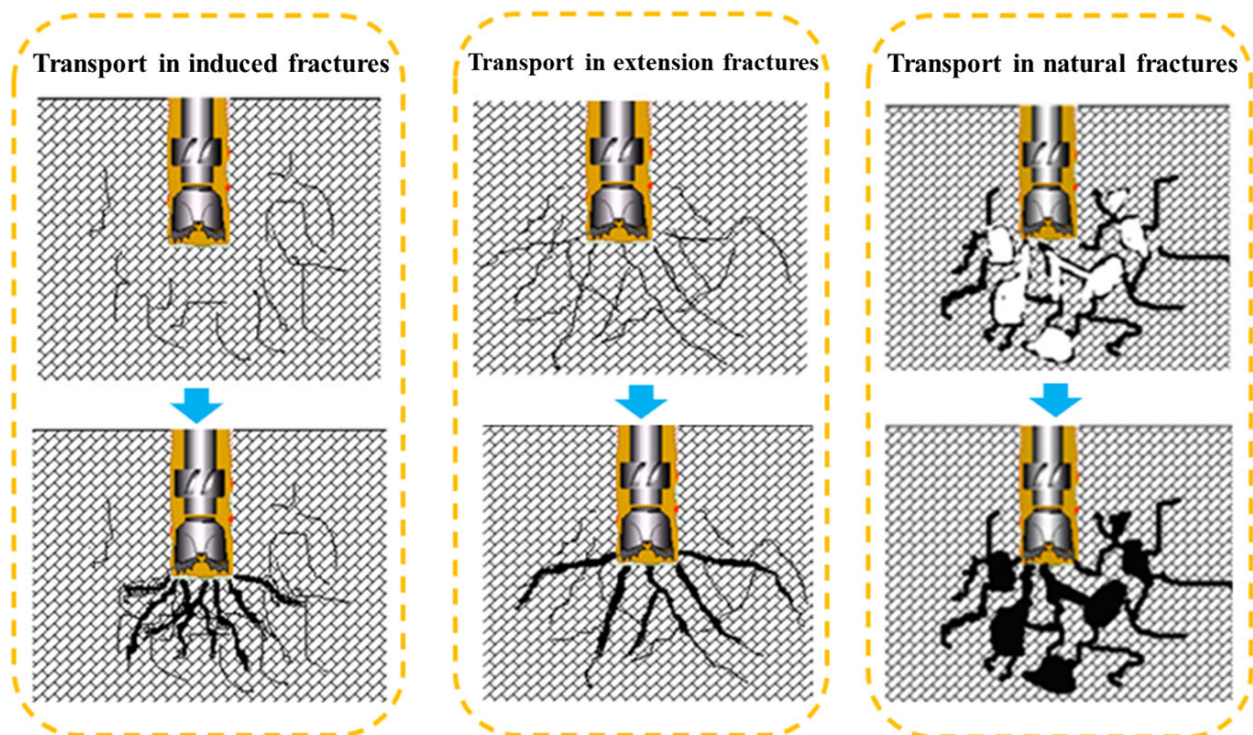 Transport in induced fractures
Transport in extension fractures
Transport in natural fractures